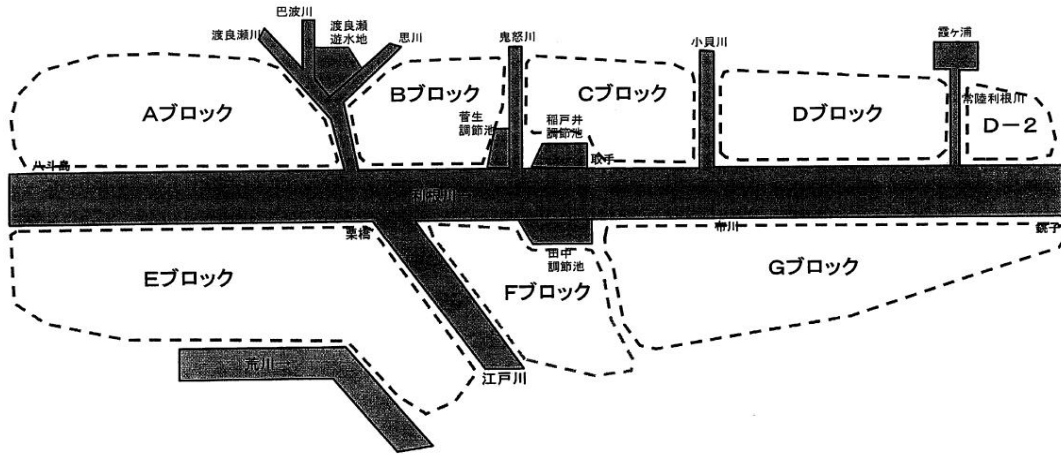 巴波川
渡良瀬川
渡良瀬
遊水地
思川
鬼怒川
小貝川
霞ヶ浦
Aブロック
Bブロック
Cブロック
Dブロック
常陸利根川
D－2
菅生
調節池
稲戸井
調節池
取手
八斗島
利根川→
栗橋
田中
調節池
布川
銚子
Eブロック
Fブロック
Gブロック
荒川→
江戸川